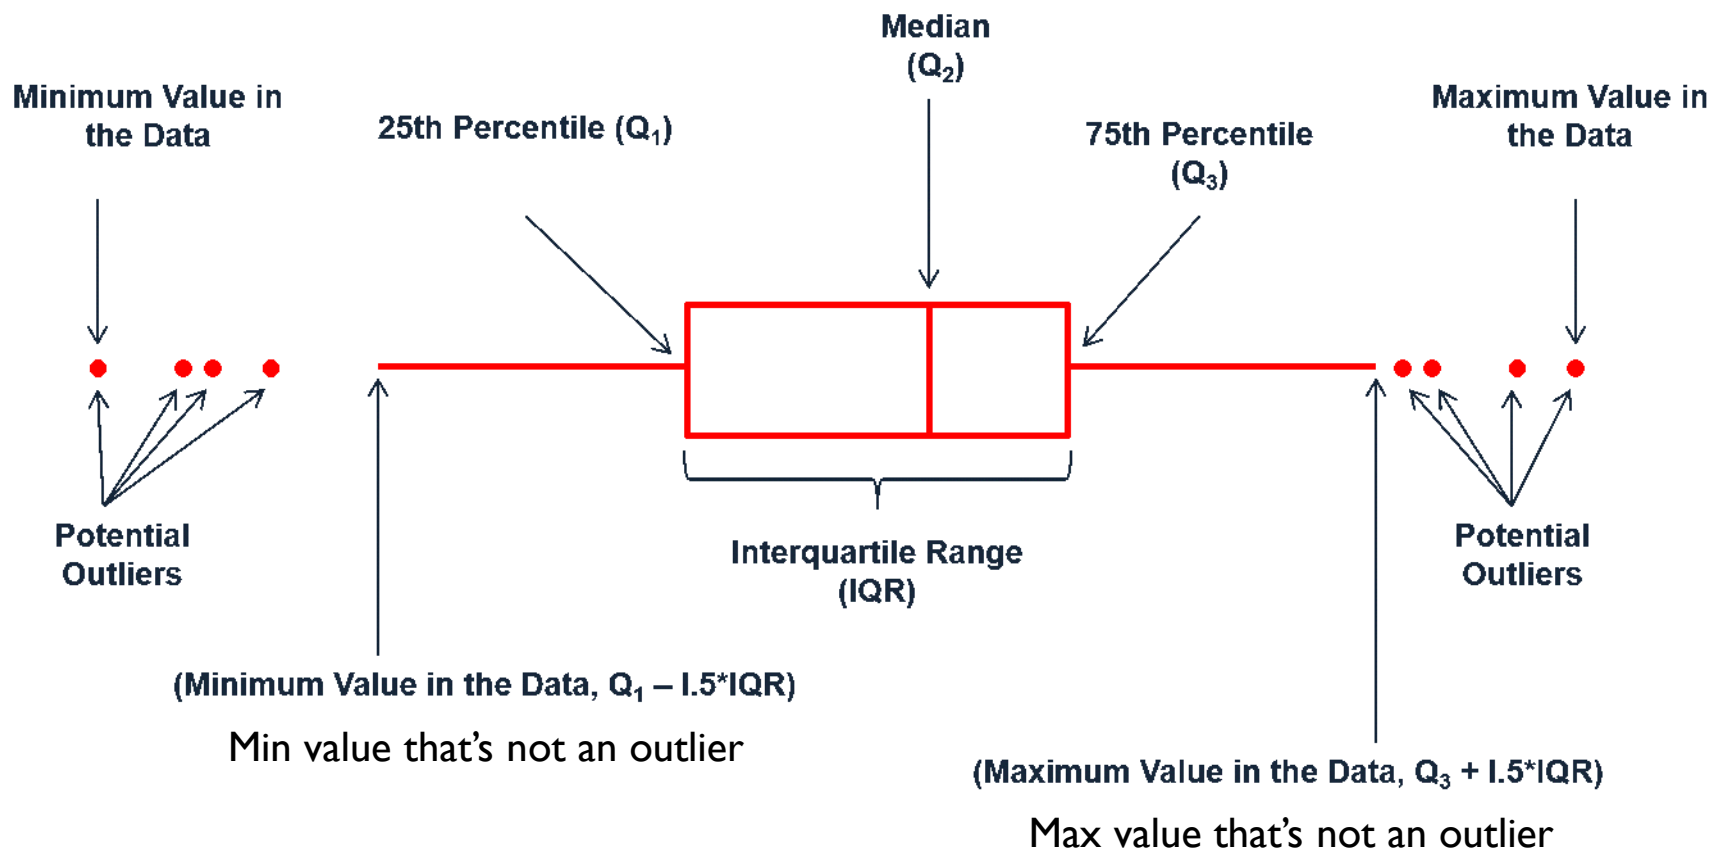 Median
(Q₂)
Minimum Value in
the Data
25th Percentile (Q₁)
75th Percentile
(Q₃)
Maximum Value in
the Data
Potential
Outliers
Interquartile Range
(IQR)
Potential
Outliers
(Minimum Value in the Data, Q₁ – I.5*IQR)
Min value that's not an outlier
(Maximum Value in the Data, Q₃ + I.5*IQR)
Max value that's not an outlier